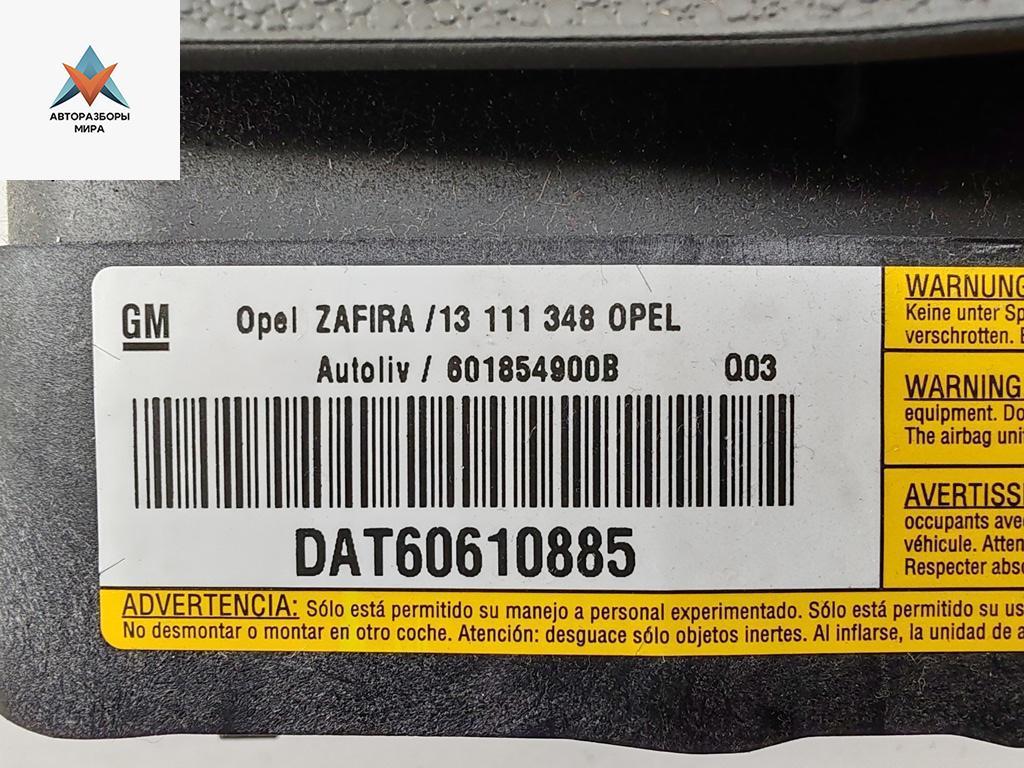 АВТОРАЗБОРЫ
МИРА
GM Opel ZAFIRA / 13 111 348 OPEL
Autoliv / 601854900B Q03
DAT60610885
WARNUNG
Keine unter
verschrotten.
WARNING
equipment. Do
The airbag
occupants
véhicule.
Respecter
ADVERTENCIA: Sólo está permitido su manejo a personal experimentado. Sólo está permitido su
No desmontar o montar en otro coche. Atención: desguace sólo objetos inertes. Al inflarse, la unidad de